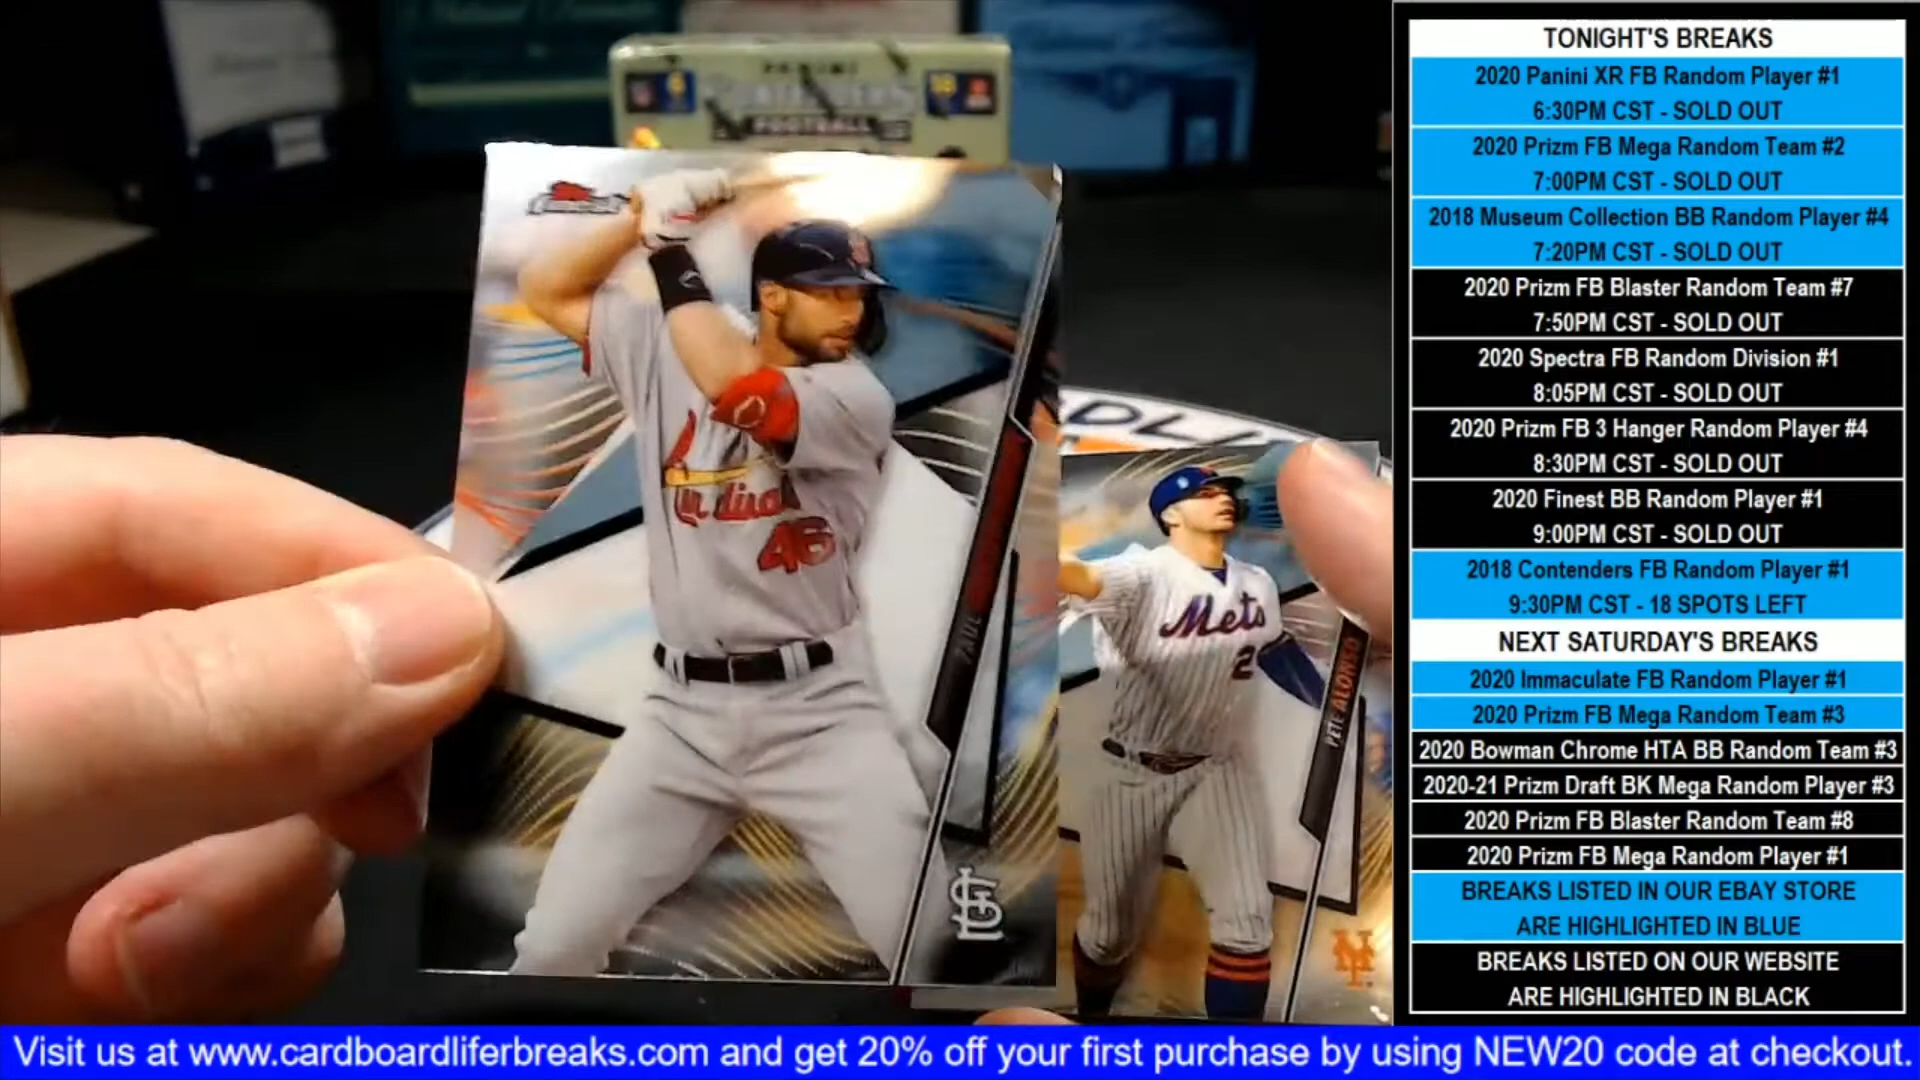 TONIGHT'S BREAKS
2020 Panini XR FB Random Player #1
6:30PM CST - SOLD OUT
2020 Prizm FB Mega Random Team #2
7:00PM CST - SOLD OUT
2018 Museum Collection BB Random Player #4
7:20PM CST - SOLD OUT
2020 Prizm FB Blaster Random Team #7
7:50PM CST - SOLD OUT
2020 Spectra FB Random Division #1
8:05PM CST - SOLD OUT
2020 Prizm FB 3 Hanger Random Player #4
8:30PM CST - SOLD OUT
2020 Finest BB Random Player #1
9:00PM CST - SOLD OUT
2018 Contenders FB Random Player #1
9:30PM CST - 18 SPOTS LEFT
NEXT SATURDAY'S BREAKS
2020 Immaculate FB Random Player #1
2020 Prizm FB Mega Random Team #3
2020 Bowman Chrome HTA BB Random Team #3
2020-21 Prizm Draft BK Mega Random Player #3
2020 Prizm FB Blaster Random Team #8
2020 Prizm FB Mega Random Player #1
BREAKS LISTED IN OUR EBAY STORE
ARE HIGHLIGHTED IN BLUE
BREAKS LISTED ON OUR WEBSITE
ARE HIGHLIGHTED IN BLACK
PANINI
FOOTBALL
Cardinals
46
PAUL
STL
Mets
2
PETE ALONSO
NY
Visit us at www.cardboardliferbreaks.com and get 20% off your first purchase by using NEW20 code at checkout.